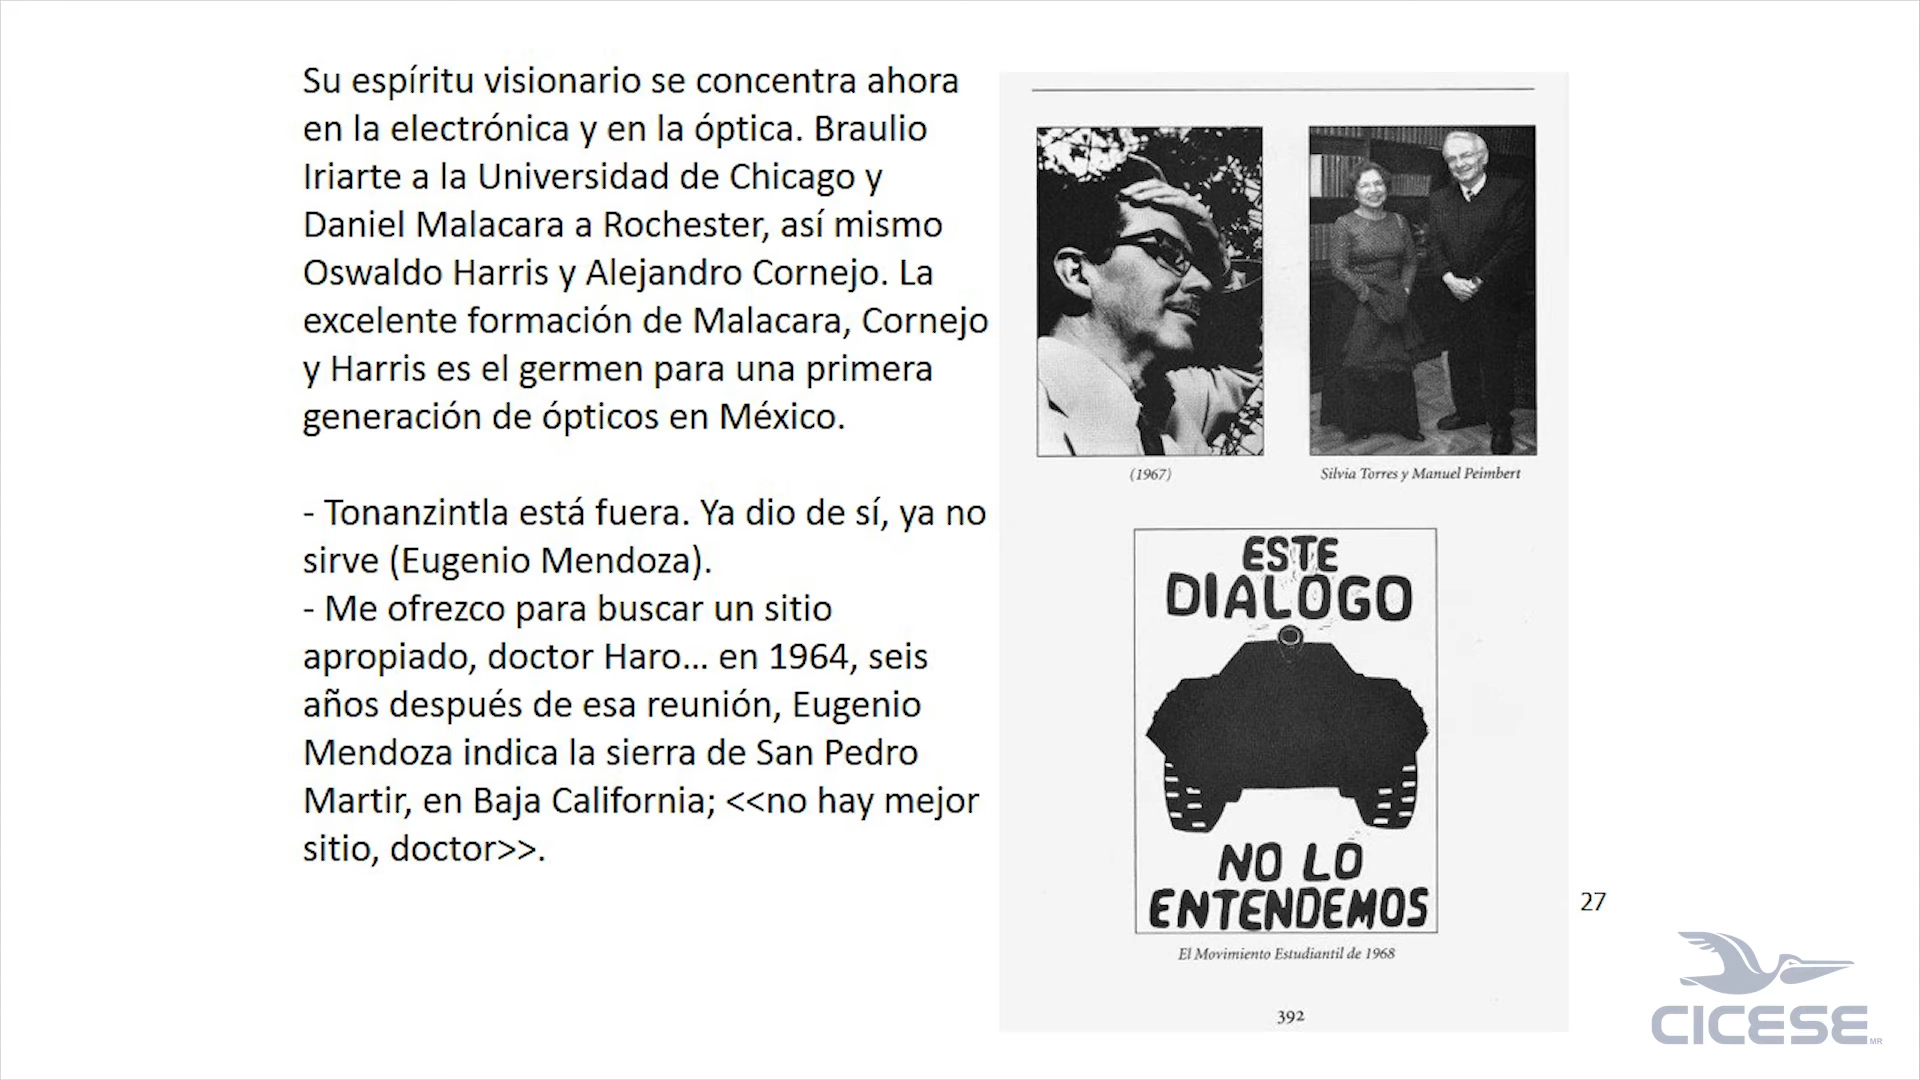 Su espíritu visionario se concentra ahora
en la electrónica y en la óptica. Braulio
Iriarte a la Universidad de Chicago y
Daniel Malacara a Rochester, así mismo
Oswaldo Harris y Alejandro Cornejo. La
excelente formación de Malacara, Cornejo
y Harris es el germen para una primera
generación de ópticos en México.
- Tonanzintla está fuera. Ya dio de sí, ya no
sirve (Eugenio Mendoza).
- Me ofrezco para buscar un sitio
apropiado, doctor Haro... en 1964, seis
años después de esa reunión, Eugenio
Mendoza indica la sierra de San Pedro
Martir, en Baja California; <<no hay mejor
sitio, doctor>>.
(1967)
Silvia Torres y Manuel Peimbert
ESTE
DIALOGO
NO LO
ENTENDEMOS
El Movimiento Estudiantil de 1968
392
27
CICESE
MR